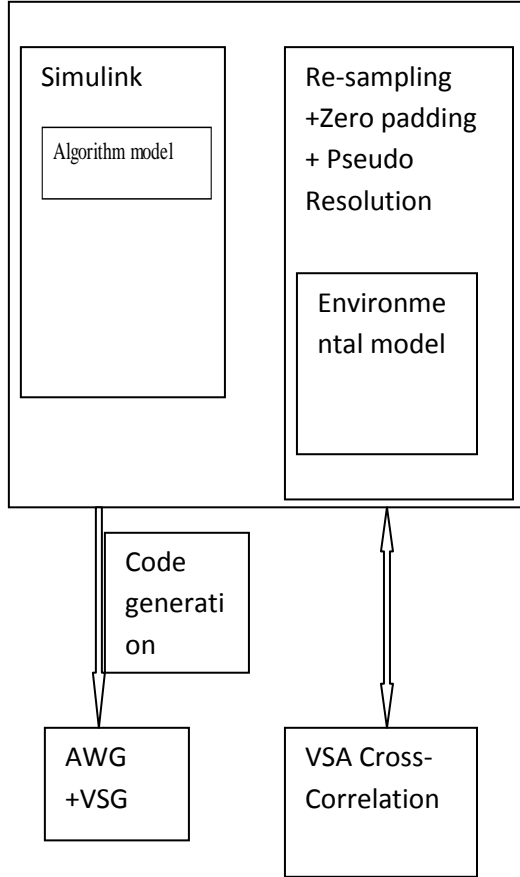 Simulink
Algorithm model
Re-sampling
+Zero padding
+ Pseudo
Resolution
Environme
ntal model
Code
generati
on
AWG
+VSG
VSA Cross-
Correlation